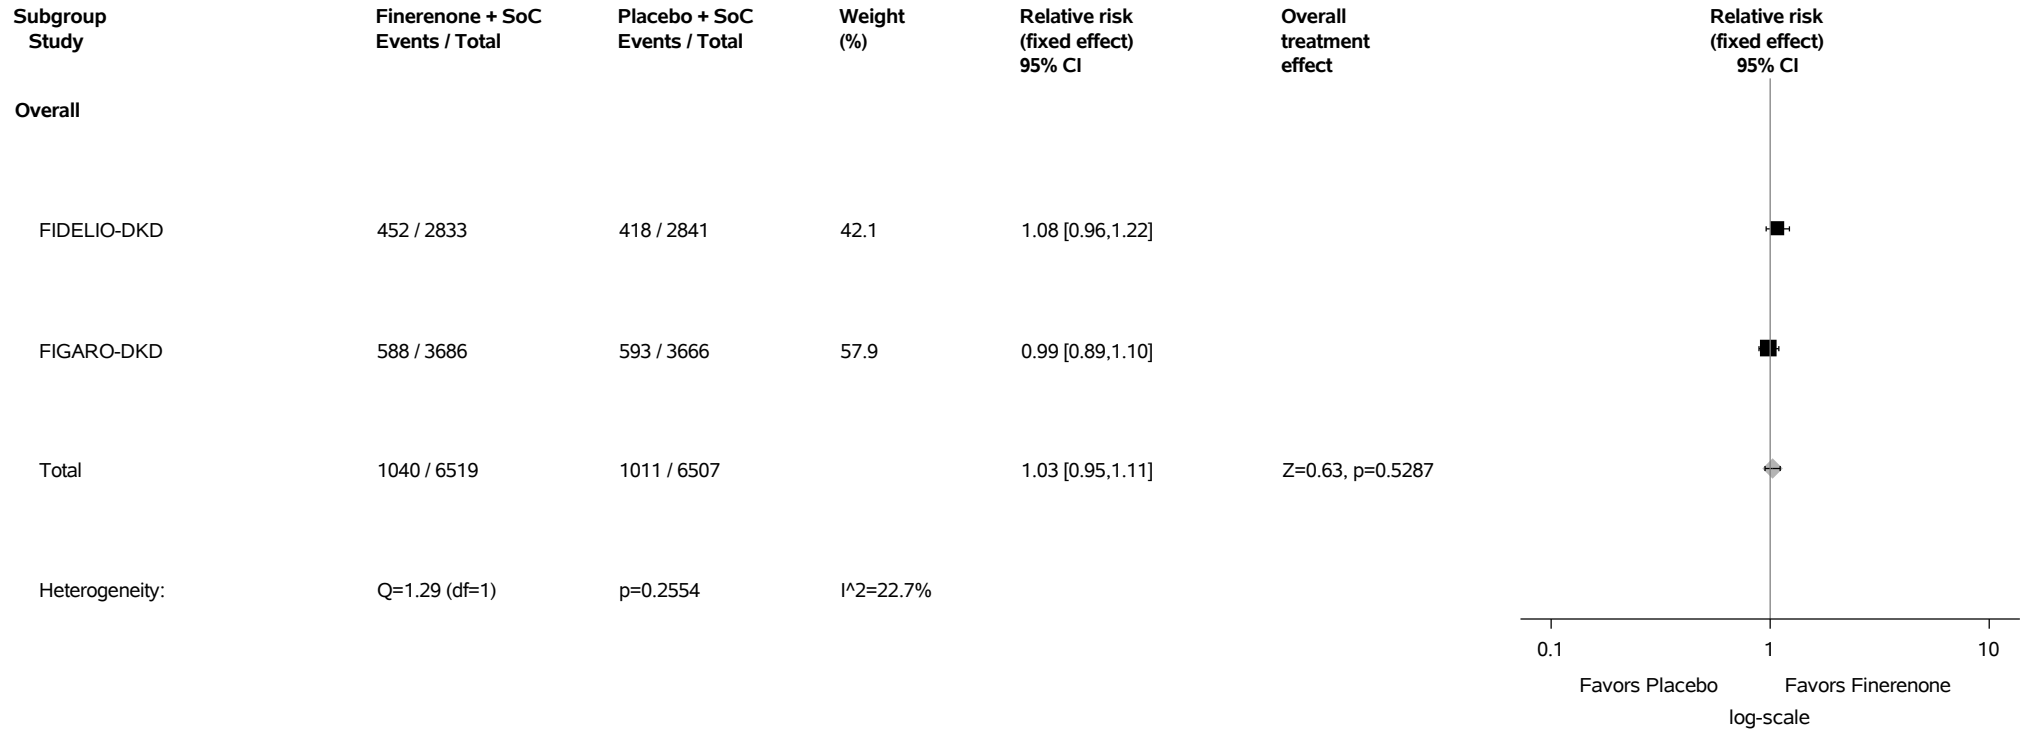 Subgroup Finerenone + SoC Placebo + SoC Weight Relative risk Overall Relative risk
Study Events / Total Events / Total (%) (fixed effect) treatment (fixed effect)
95% CI effect 95% CI
Overall
FIDELIO-DKD 452 / 2833 418 / 2841 42.1 1.08 [0.96,1.22]
FIGARO-DKD 588 / 3686 593 / 3666 57.9 0.99 [0.89,1.10]
Total 1040 / 6519 1011 / 6507 1.03 [0.95,1.11] Z=0.63, p=0.5287
Heterogeneity: Q=1.29 (df=1) p=0.2554 I^2=22.7%
0.1 1 10
Favors Placebo Favors Finerenone
log-scale